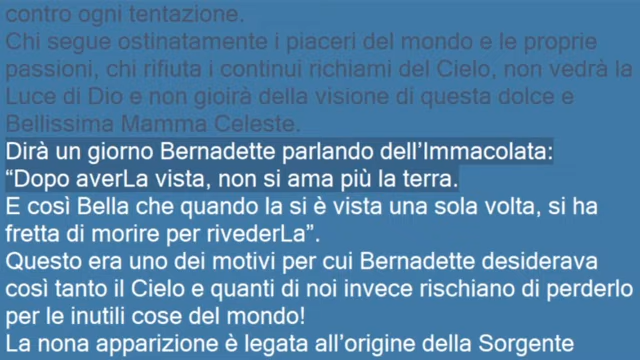 contro ogni tentazione.
Chi segue ostinatamente i piaceri del mondo e le proprie
passioni, chi rifiuta i continui richiami del Cielo, non vedrà la
Luce di Dio e non gioirà della visione di questa dolce e
Bellissima Mamma Celeste.
Dirà un giorno Bernadette parlando dell’Immacolata:
“Dopo averLa vista, non si ama più la terra.
E così Bella che quando la si è vista una sola volta, si ha
fretta di morire per rivederLa”.
Questo era uno dei motivi per cui Bernadette desiderava
così tanto il Cielo e quanti di noi invece rischiano di perderlo
per le inutili cose del mondo!
La nona apparizione è legata all’origine della Sorgente